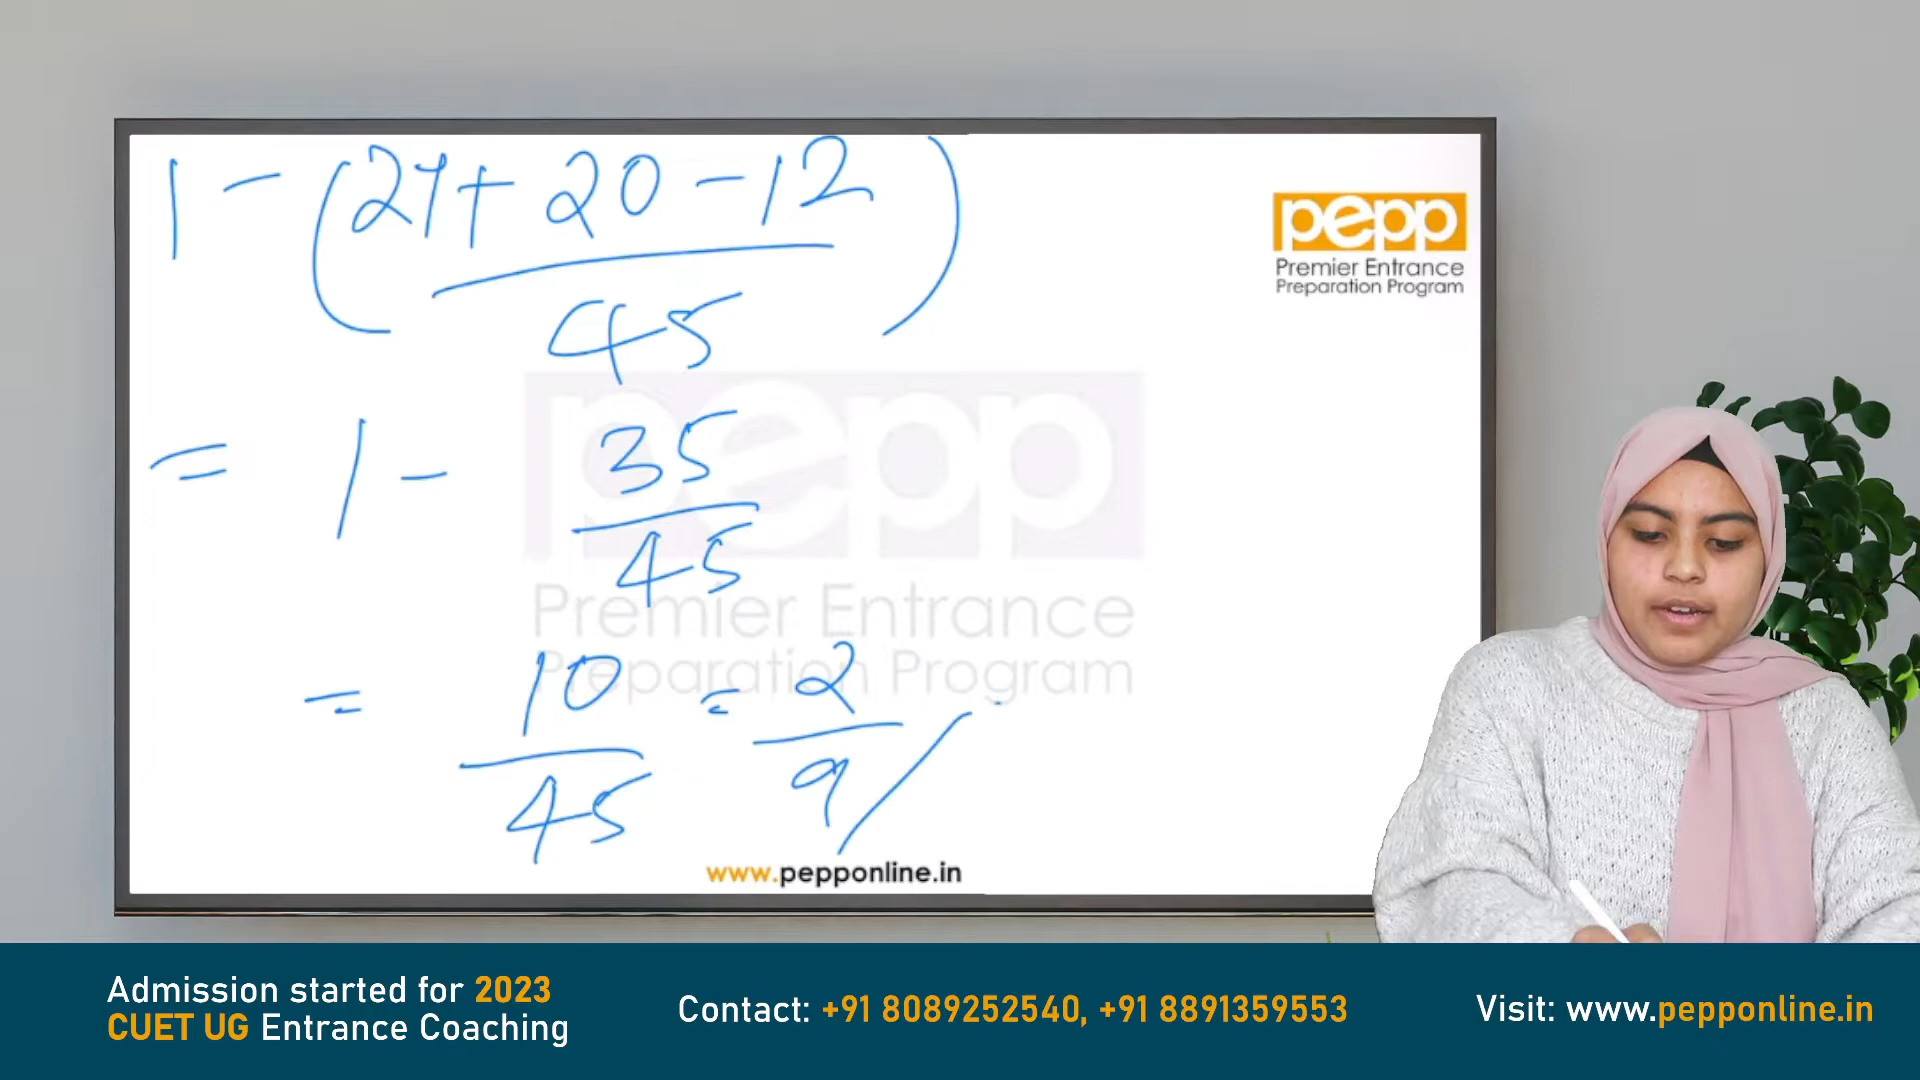 1 - (27 + 20 - 12 / 45)
= 1 - 35/45
= 10/45 = 2/9
pepp
Premier Entrance
Preparation Program
pepp
Premier Entrance
Preparation Program
www.pepponline.in
Admission started for 2023
CUET UG Entrance Coaching
Contact: +91 8089252540, +91 8891359553
Visit: www.pepponline.in